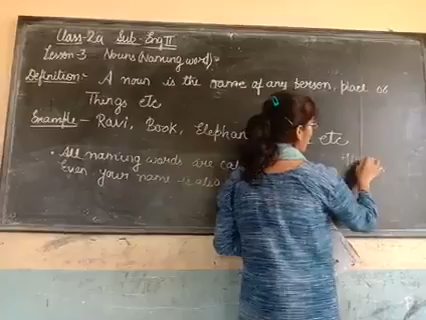 Class-2a Sub-Eng II
Lesson-3 Nouns (Naming word):-
Definition:- A noun is the name of any person, place or
Things etc
Example - Ravi, Book, Elephan etc
• All naming words are cal
Even your name is also